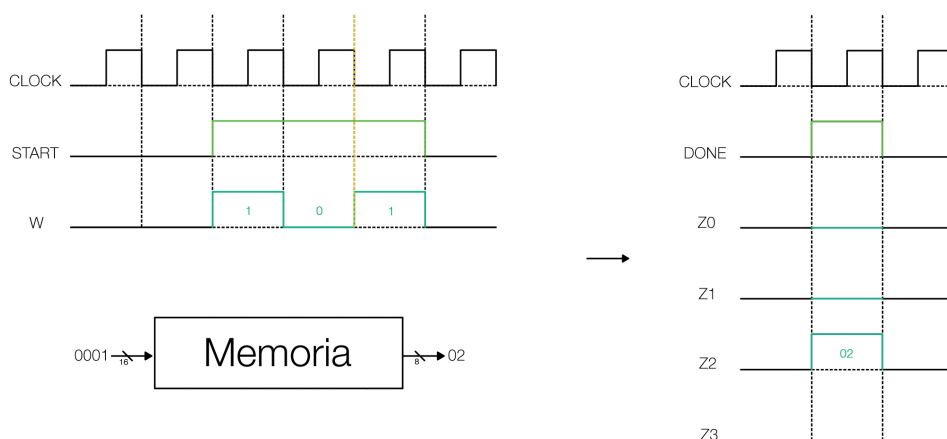 CLOCK
START
W
1 0 1
0001
16
Memoria
8
02
CLOCK
DONE
Z0
Z1
Z2
02
Z3